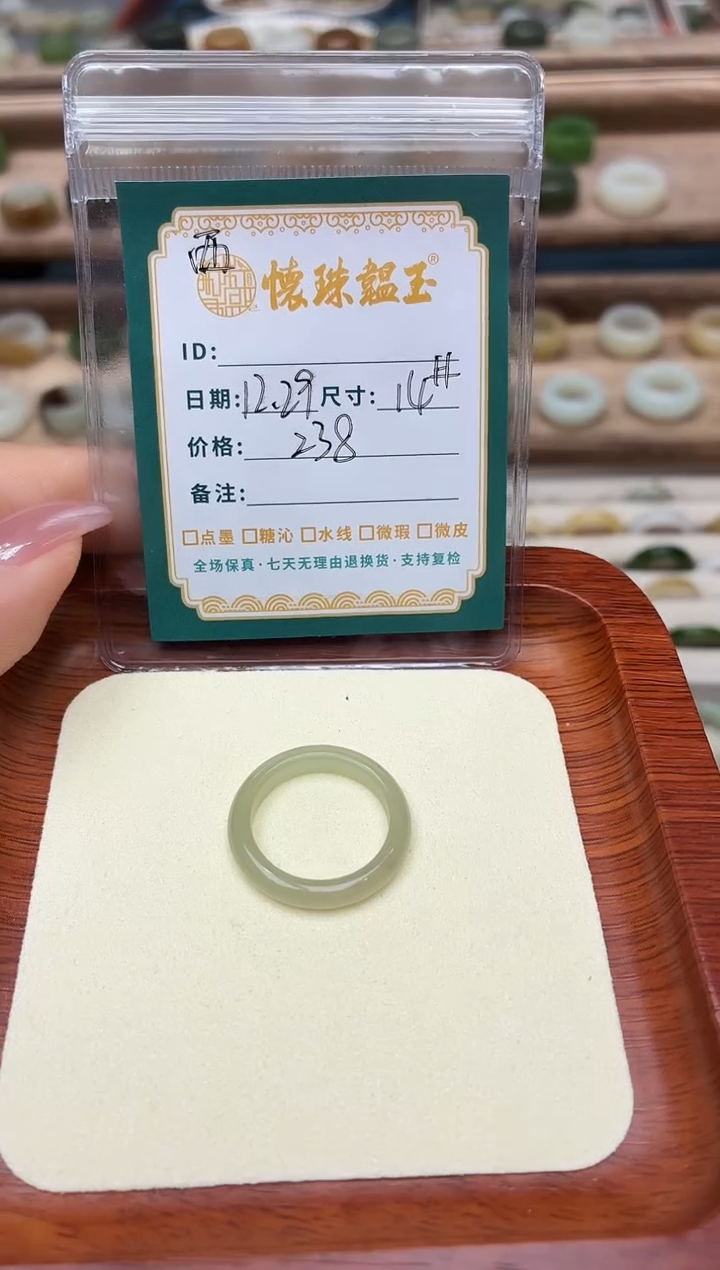 西
懷珠韞玉®
ID:
日期:12.29 尺寸:14#
价格:238
备注:
□点墨 □糖沁 □水线 □微瑕 □微皮
全场保真·七天无理由退换货·支持复检